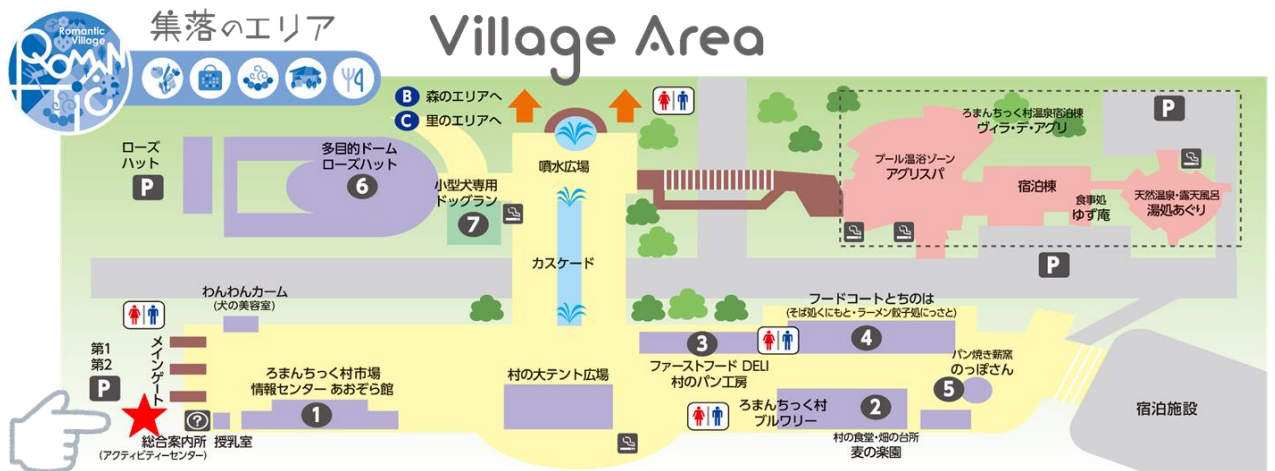 Romantic
Village
ROMANTiC
集落のエリア
Village Area
B 森のエリアへ
C 里のエリアへ
ローズ
ハット
P
多目的ドーム
ローズハット
6
小型犬専用
ドッグラン
7
噴水広場
カスケード
P
ろまんちっく村温泉宿泊棟
ヴィラ・デ・アグリ
プール温浴ゾーン
アグリスパ
宿泊棟
食事処
ゆず庵
天然温泉・露天風呂
湯処あぐり
P
わんわんカーム
(犬の美容室)
第1
第2
P
メインゲート
ろまんちっく村市場
情報センター あおぞら館
1
?
総合案内所
(アクティビティーセンター)
授乳室
村の大テント広場
3
ファーストフード DELI
村のパン工房
フードコートとちのは
(そば処くにもと・ラーメン餃子処にっさと)
4
パン焼き薪窯
のっぽさん
5
ろまんちっく村
ブルワリー
2
村の食堂・畑の台所
麦の楽園
宿泊施設